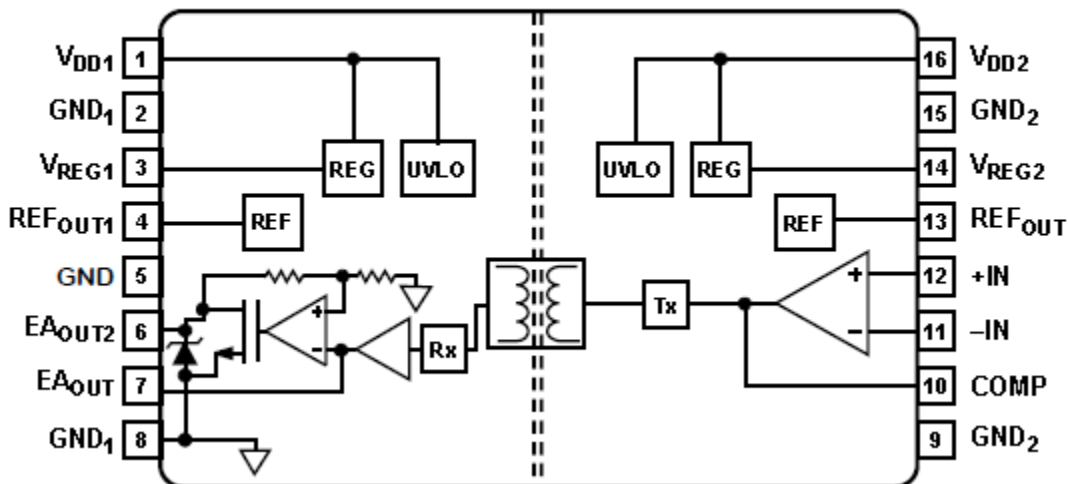 VDD1 1
GND1 2
VREG1 3
REFOUT1 4
GND 5
EAOUT2 6
EAOUT 7
GND1 8
REG
UVLO
REF
+
−
Rx
Tx
UVLO
REG
REF
+
−
16 VDD2
15 GND2
14 VREG2
13 REFOUT
12 +IN
11 −IN
10 COMP
9 GND2